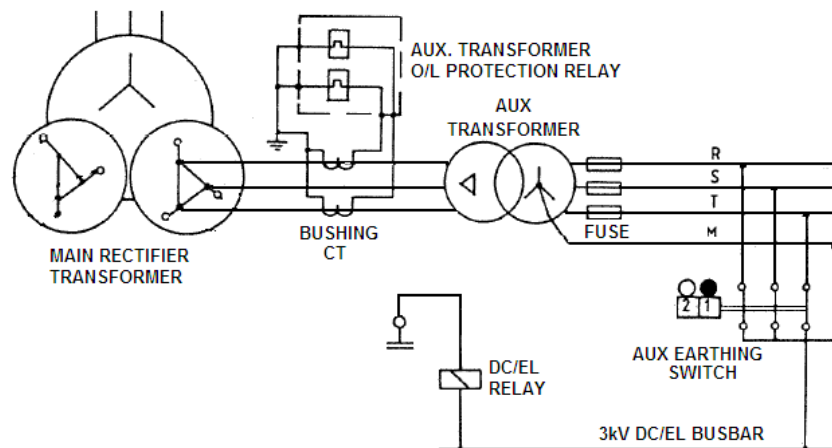 AUX. TRANSFORMER
O/L PROTECTION RELAY
AUX
TRANSFORMER
R
S
T
M
FUSE
BUSHING
CT
MAIN RECTIFIER
TRANSFORMER
2 1
AUX EARTHING
SWITCH
DC/EL
RELAY
3kV DC/EL BUSBAR